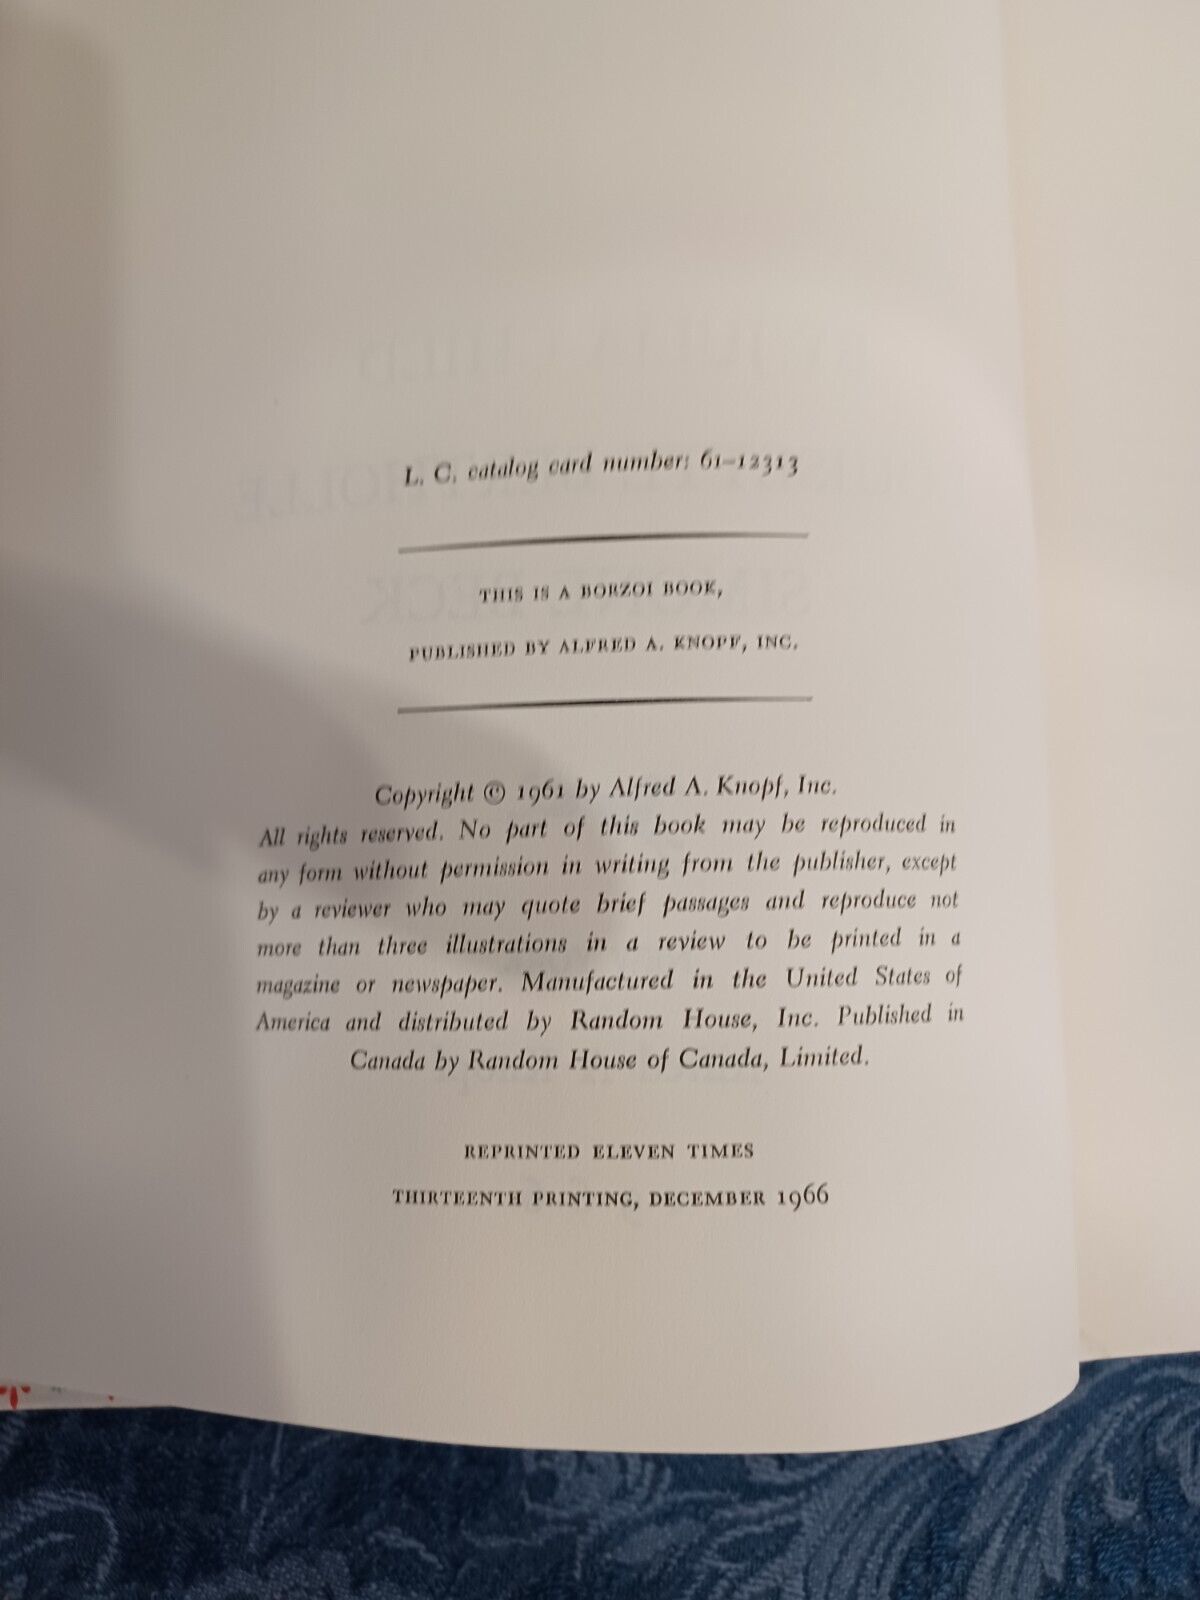 L. C. catalog card number: 61–12313
THIS IS A BORZOI BOOK,
PUBLISHED BY ALFRED A. KNOPF, INC.
Copyright © 1961 by Alfred A. Knopf, Inc.
All rights reserved. No part of this book may be reproduced in
any form without permission in writing from the publisher, except
by a reviewer who may quote brief passages and reproduce not
more than three illustrations in a review to be printed in a
magazine or newspaper. Manufactured in the United States of
America and distributed by Random House, Inc. Published in
Canada by Random House of Canada, Limited.
REPRINTED ELEVEN TIMES
THIRTEENTH PRINTING, DECEMBER 1966